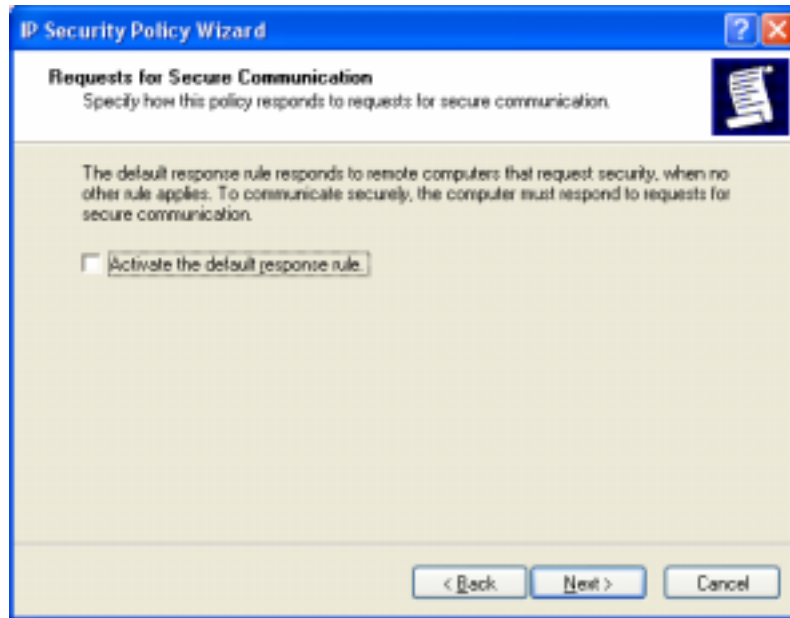 IP Security Policy Wizard
Requests for Secure Communication
Specify how this policy responds to requests for secure communication.
The default response rule responds to remote computers that request security, when no
other rule applies. To communicate securely, the computer must respond to requests for
secure communication.
Activate the default response rule.
< Back
Next >
Cancel